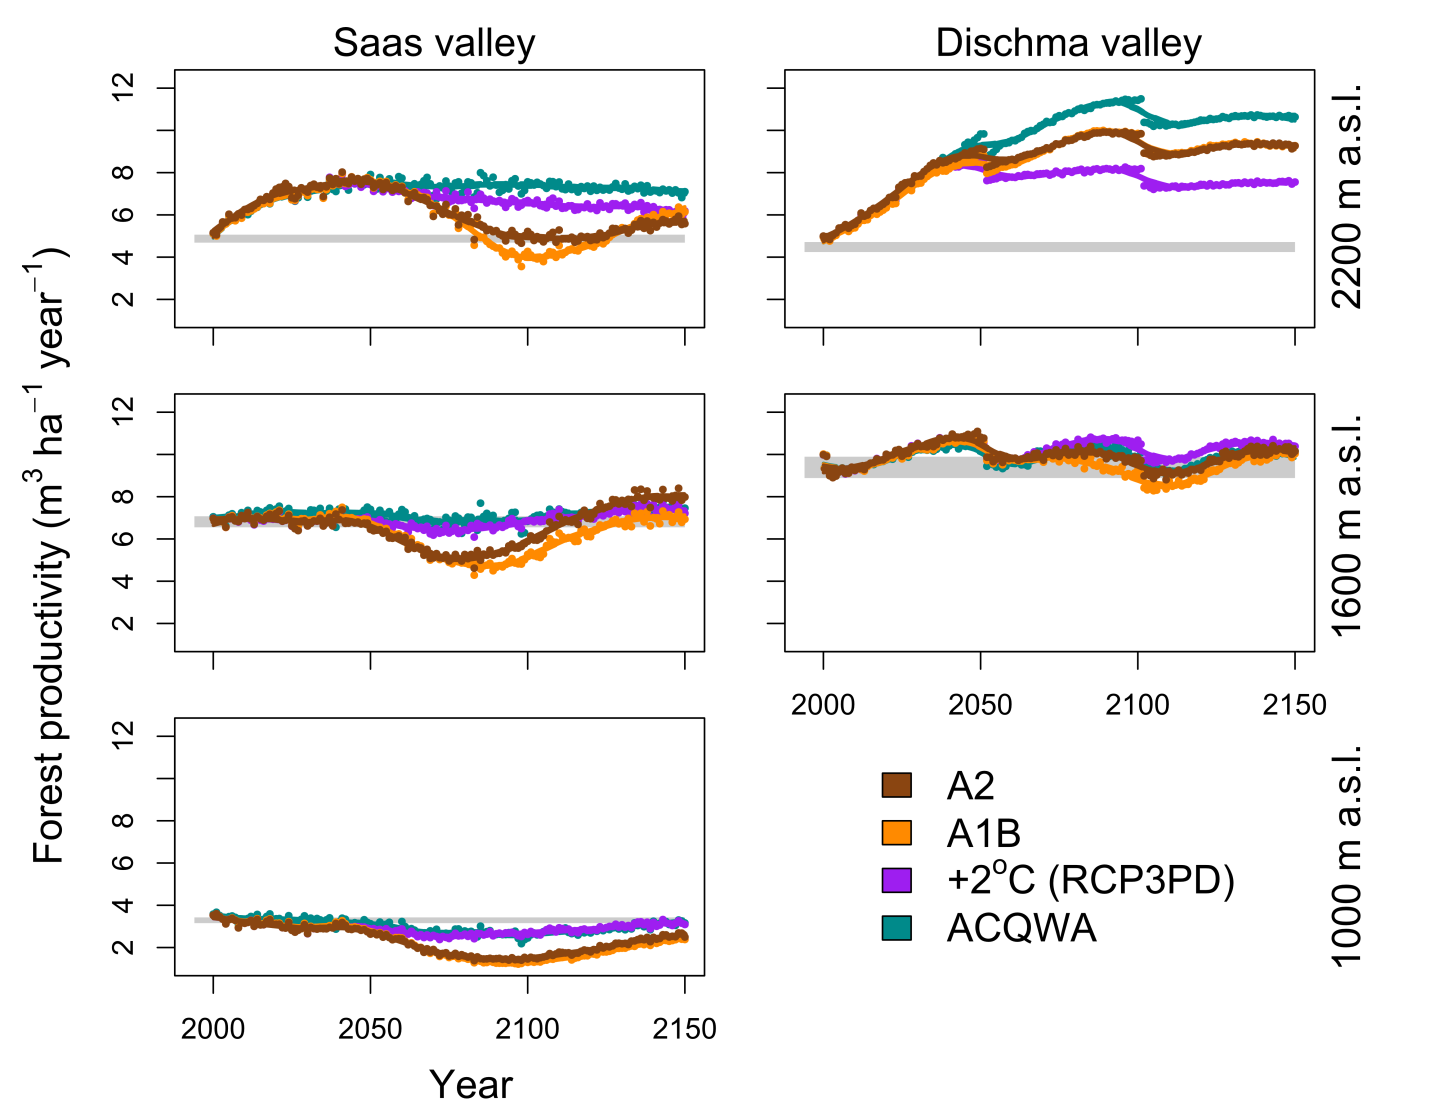 Saas valley
Dischma valley
Forest productivity (m³ ha⁻¹ year⁻¹)
12
8
6
4
2
2200 m a.s.l.
12
8
6
4
2
1600 m a.s.l.
2000 2050 2100 2150
12
8
6
4
2
1000 m a.s.l.
2000 2050 2100 2150
Year
A2
A1B
+2°C (RCP3PD)
ACQWA